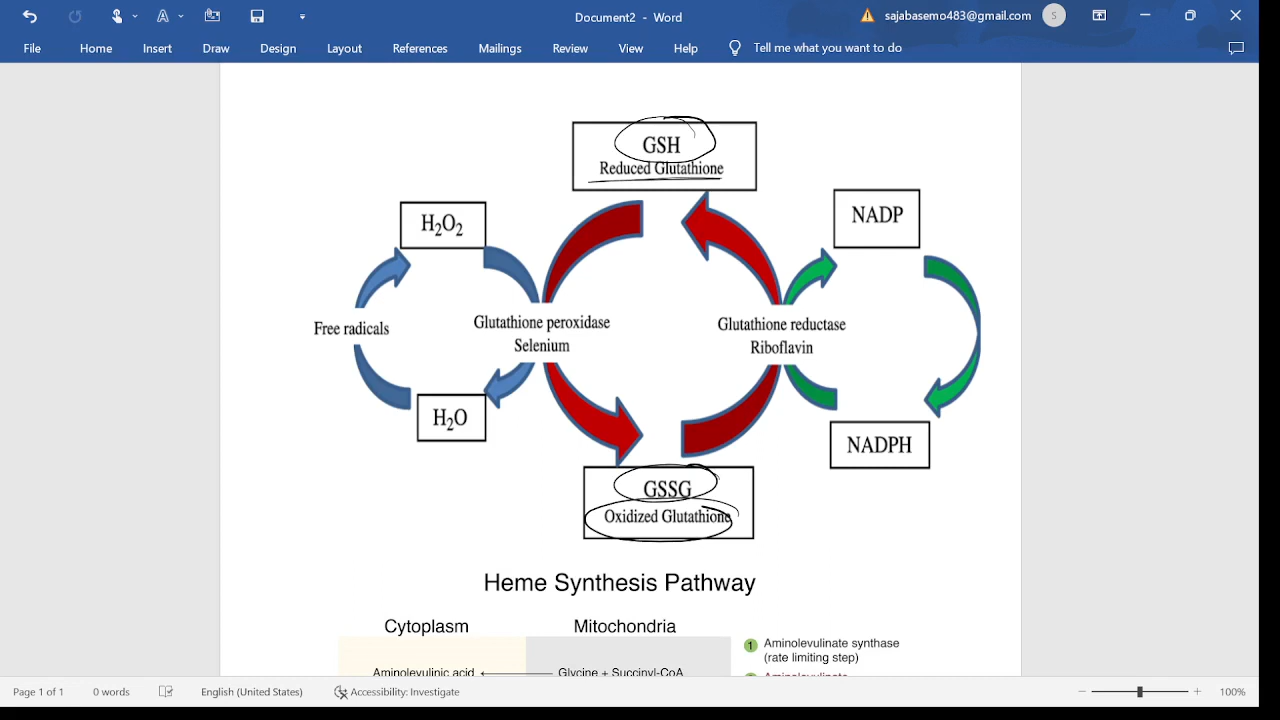 Document2 - Word
sajabasemo483@gmail.com
S
File Home Insert Draw Design Layout References Mailings Review View Help Tell me what you want to do
GSH
Reduced Glutathione
H₂O₂
NADP
Free radicals
Glutathione peroxidase
Selenium
Glutathione reductase
Riboflavin
H₂O
NADPH
GSSG
Oxidized Glutathione
Heme Synthesis Pathway
Cytoplasm
Mitochondria
Aminolevulinic acid
Glycine + Succinyl-CoA
1 Aminolevulinate synthase
(rate limiting step)
Aminolevulinate
Page 1 of 1 0 words English (United States) Accessibility: Investigate 100%